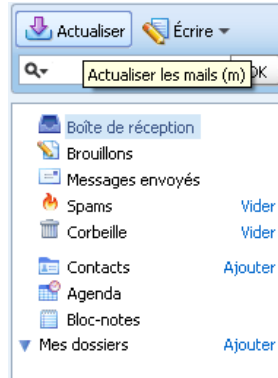 Actualiser Écrire
Actualiser les mails (m) OK
Boîte de réception
Brouillons
Messages envoyés
Spams Vider
Corbeille Vider
Contacts Ajouter
Agenda
Bloc-notes
Mes dossiers Ajouter